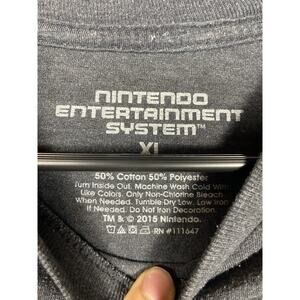 NINTENDO
ENTERTAINMENT
SYSTEM™
XL
50% Cotton 50% Polyester
Turn Inside Out. Machine Wash Cold With
Like Colors. Only Non-Chlorine Bleach
When Needed. Tumble Dry Low. Low Iron
If Needed. Do Not Iron Decoration.
TM & © 2015 Nintendo.
RN #111647